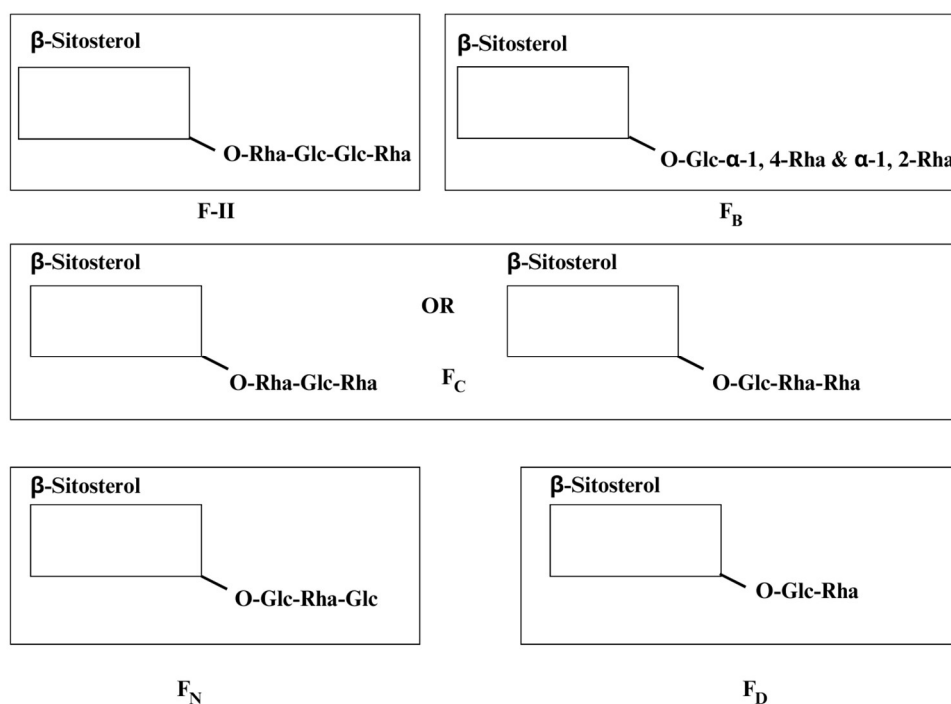 β-Sitosterol
O-Rha-Glc-Glc-Rha
F-II
β-Sitosterol
O-Glc-α-1, 4-Rha & α-1, 2-Rha
F_B
β-Sitosterol
O-Rha-Glc-Rha
OR
F_C
β-Sitosterol
O-Glc-Rha-Rha
β-Sitosterol
O-Glc-Rha-Glc
F_N
β-Sitosterol
O-Glc-Rha
F_D